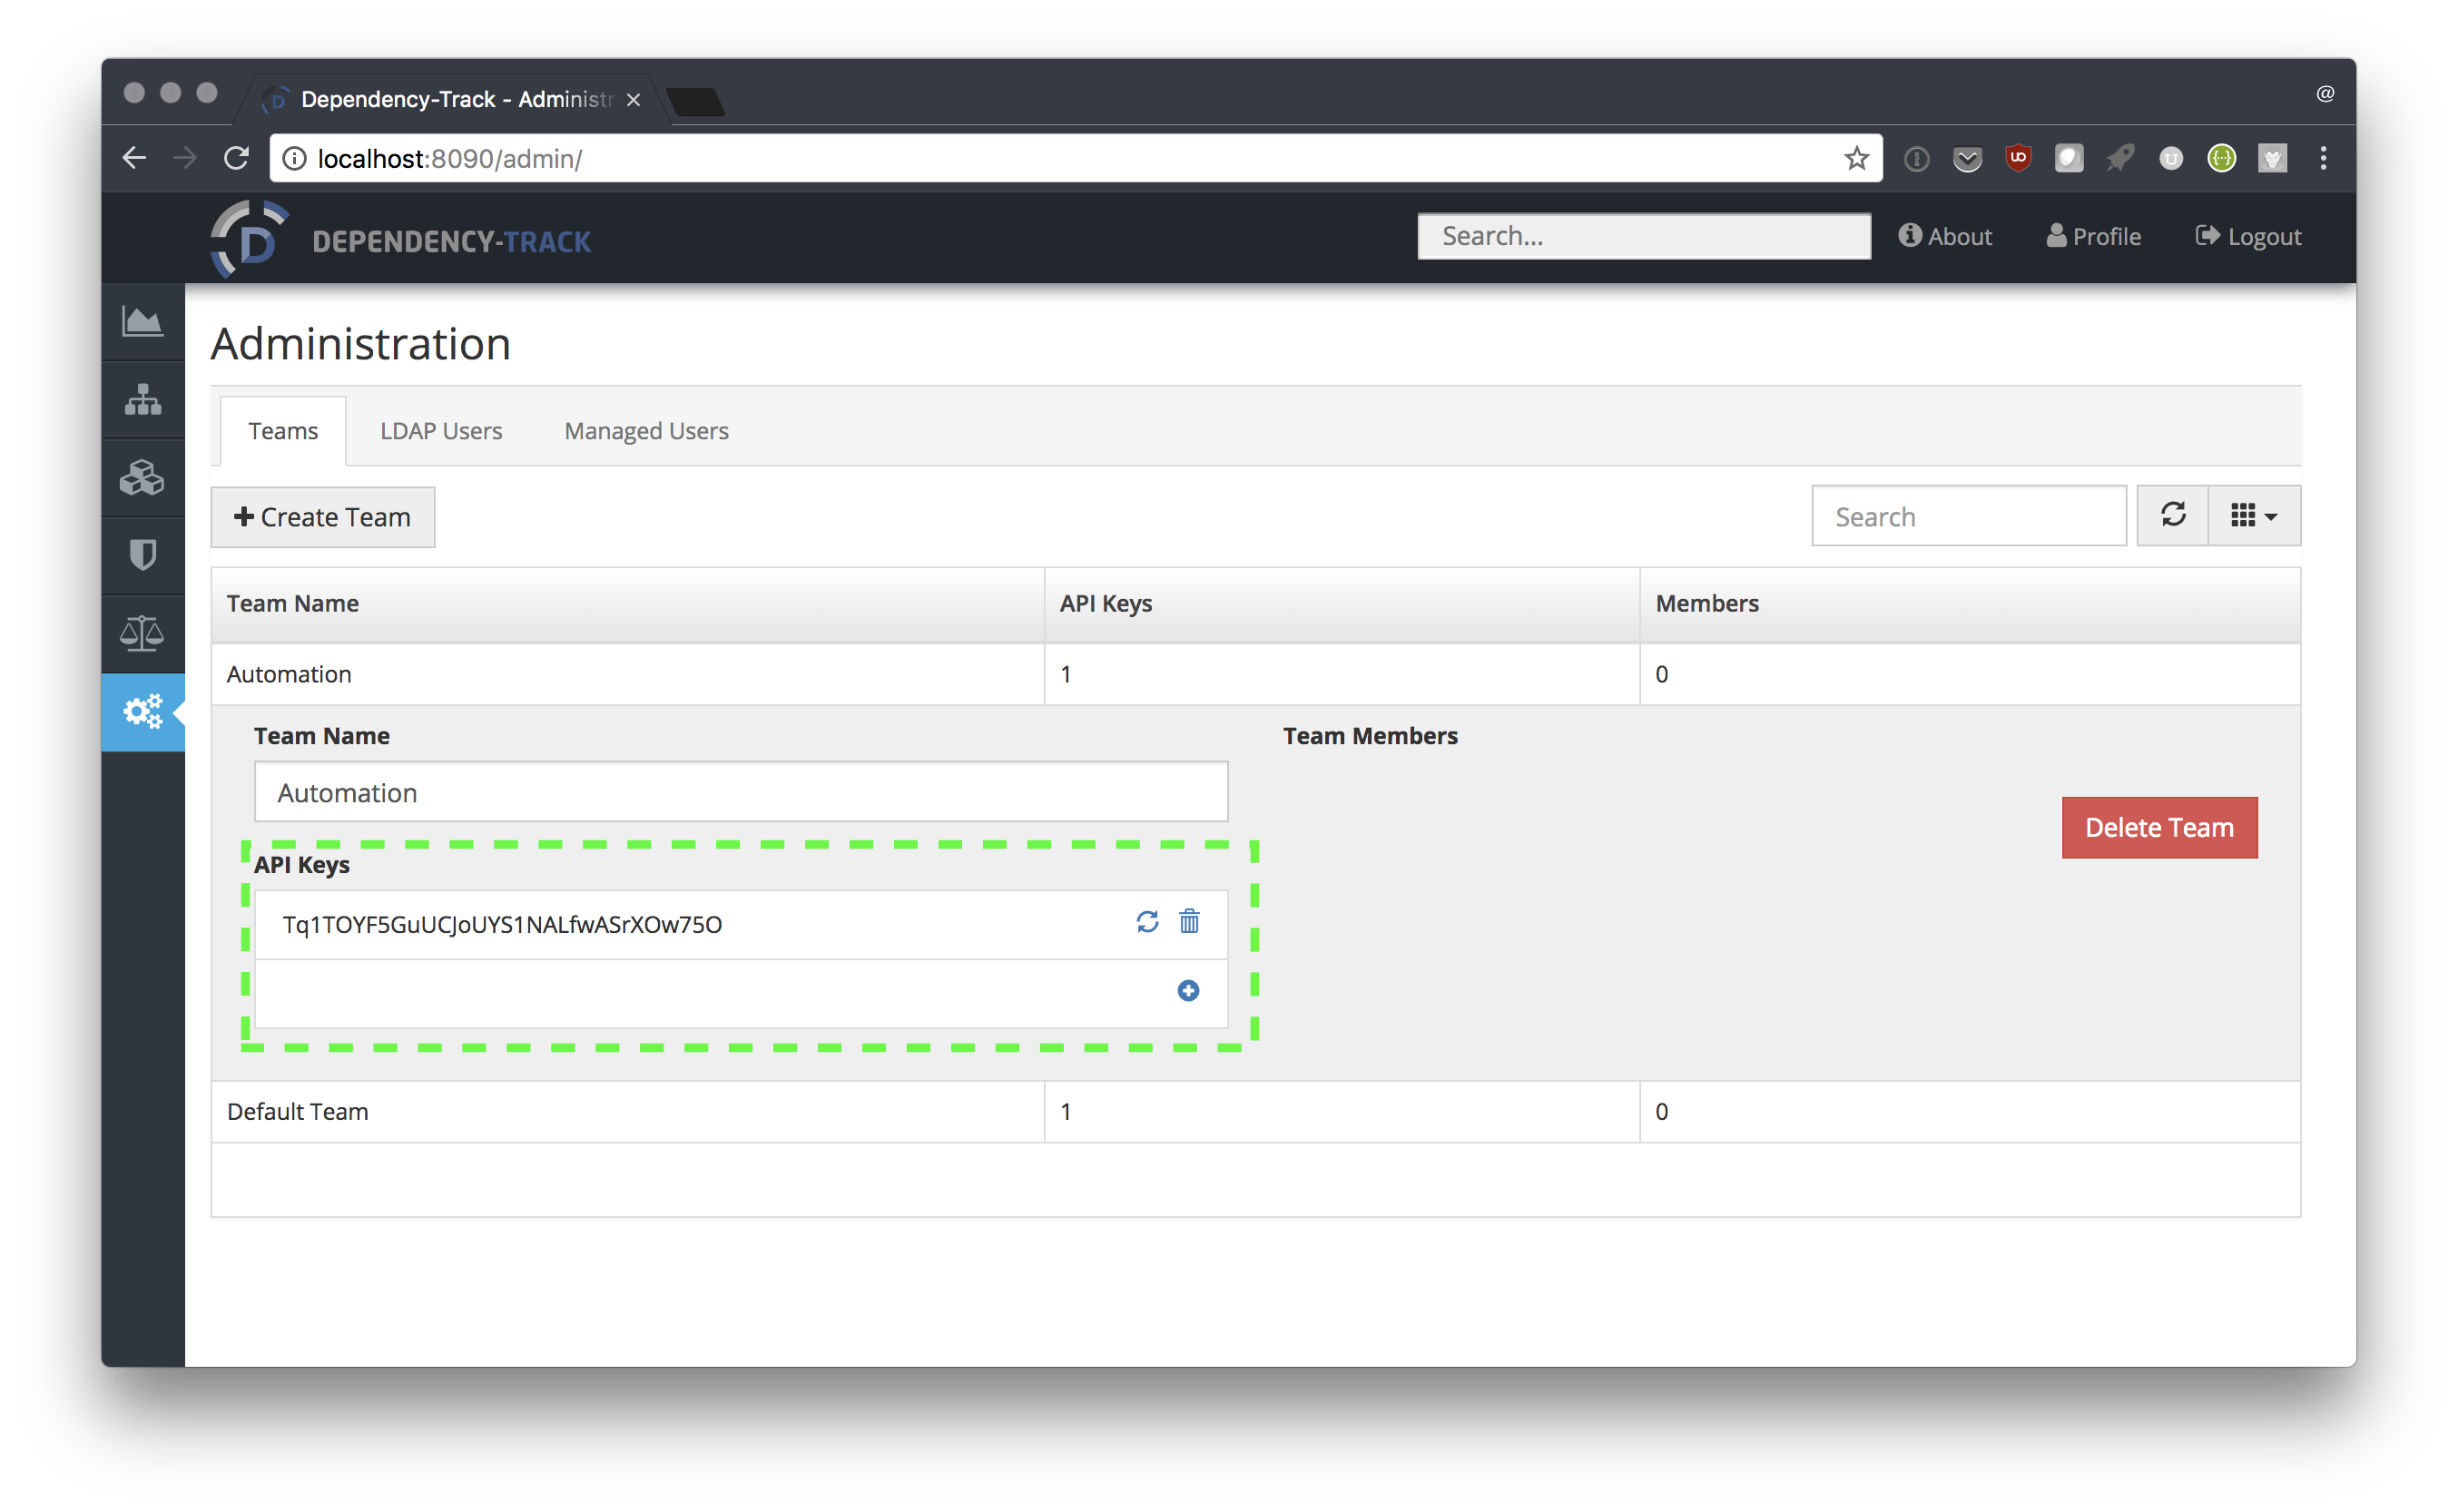 Dependency-Track - Administr
localhost:8090/admin/
DEPENDENCY-TRACK
Search...
About
Profile
Logout
Administration
Teams
LDAP Users
Managed Users
Create Team
Search
Team Name
API Keys
Members
Automation
1
0
Team Name
Team Members
Automation
Delete Team
API Keys
Tq1TOYF5GuUCJoUYS1NALfwASrXOw75O
Default Team
1
0